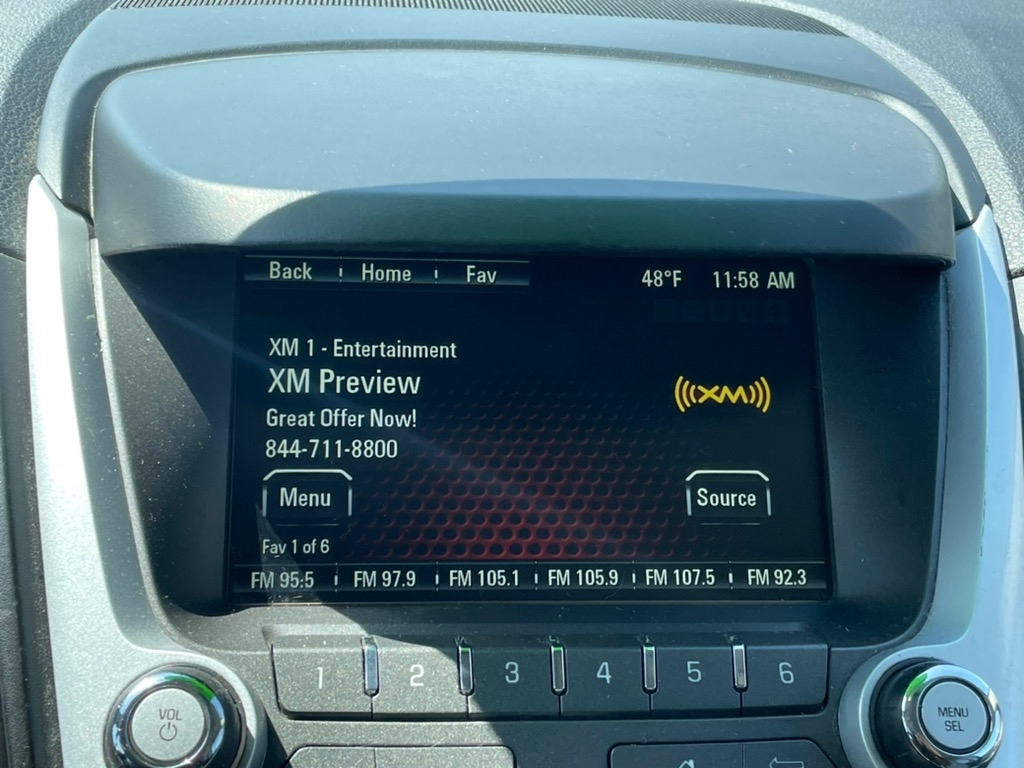 Back Home Fav 48°F 11:58 AM
XM 1 - Entertainment
XM Preview
((XM))
Great Offer Now!
844-711-8800
Menu Source
Fav 1 of 6
FM 95.5 FM 97.9 FM 105.1 FM 105.9 FM 107.5 FM 92.3
1 2 3 4 5 6
VOL
MENU
SEL